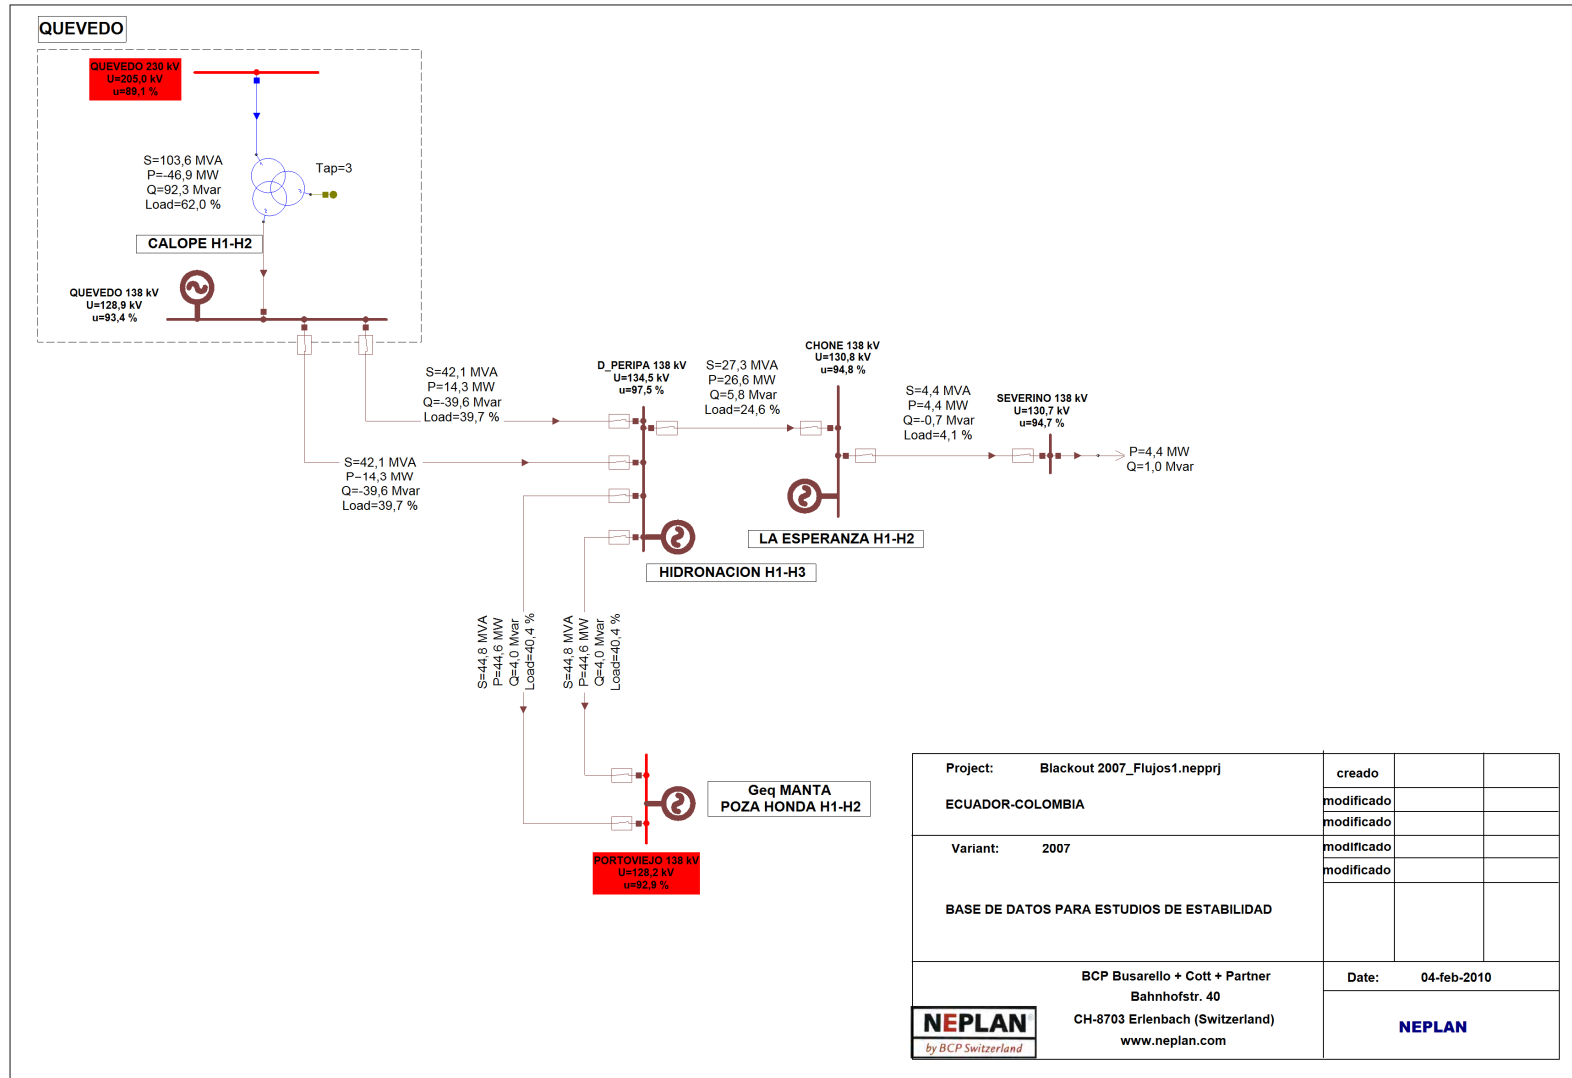 QUEVEDO
QUEVEDO 230 kV
U=205,0 kV
u=89,1 %
S=103,6 MVA
P=-46,9 MW
Q=92,3 Mvar
Load=62,0 %
Tap=3
CALOPE H1-H2
QUEVEDO 138 kV
U=128,9 kV
u=93,4 %
S=42,1 MVA
P=14,3 MW
Q=-39,6 Mvar
Load=39,7 %
S=42,1 MVA
P=14,3 MW
Q=-39,6 Mvar
Load=39,7 %
D_PERIPA 138 kV
U=134,5 kV
u=97,5 %
S=27,3 MVA
P=26,6 MW
Q=5,8 Mvar
Load=24,6 %
CHONE 138 kV
U=130,8 kV
u=94,8 %
S=4,4 MVA
P=4,4 MW
Q=-0,7 Mvar
Load=4,1 %
SEVERINO 138 kV
U=130,7 kV
u=94,7 %
P=4,4 MW
Q=1,0 Mvar
LA ESPERANZA H1-H2
HIDRONACION H1-H3
S=44,8 MVA
P=44,6 MW
Q=4,0 Mvar
Load=40,4 %
S=44,8 MVA
P=44,6 MW
Q=4,0 Mvar
Load=40,4 %
Geq MANTA
POZA HONDA H1-H2
PORTOVIEJO 138 kV
U=128,2 kV
u=92,9 %
Project: Blackout 2007_Flujos1.nepprj
ECUADOR-COLOMBIA
creado
modificado
modificado
Variant: 2007
modificado
modificado
BASE DE DATOS PARA ESTUDIOS DE ESTABILIDAD
BCP Busarello + Cott + Partner
Bahnhofstr. 40
CH-8703 Erlenbach (Switzerland)
www.neplan.com
Date: 04-feb-2010
NEPLAN
NEPLAN
by BCP Switzerland